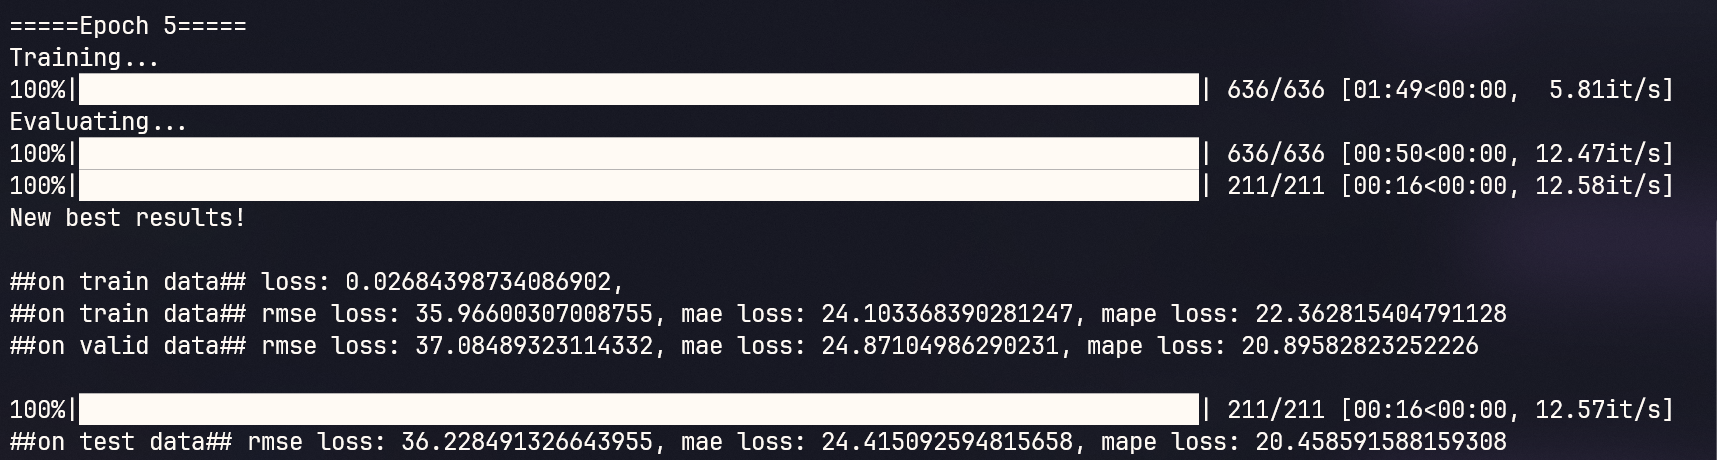 =====Epoch 5=====
Training...
100%|██████████| 636/636 [01:49<00:00,  5.81it/s]
Evaluating...
100%|██████████| 636/636 [00:50<00:00, 12.47it/s]
100%|██████████| 211/211 [00:16<00:00, 12.58it/s]
New best results!
##on train data## loss: 0.02684398734086902,
##on train data## rmse loss: 35.96600307008755, mae loss: 24.103368390281247, mape loss: 22.362815404791128
##on valid data## rmse loss: 37.08489323114332, mae loss: 24.87104986290231, mape loss: 20.89582823252226
100%|██████████| 211/211 [00:16<00:00, 12.57it/s]
##on test data## rmse loss: 36.228491326643955, mae loss: 24.415092594815658, mape loss: 20.458591588159308